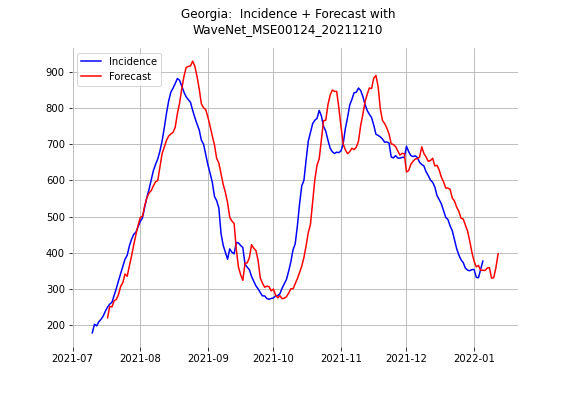 Georgia:  Incidence + Forecast with
WaveNet_MSE00124_20211210
Incidence
Forecast
900
800
700
600
500
400
300
200
2021-07 2021-08 2021-09 2021-10 2021-11 2021-12 2022-01